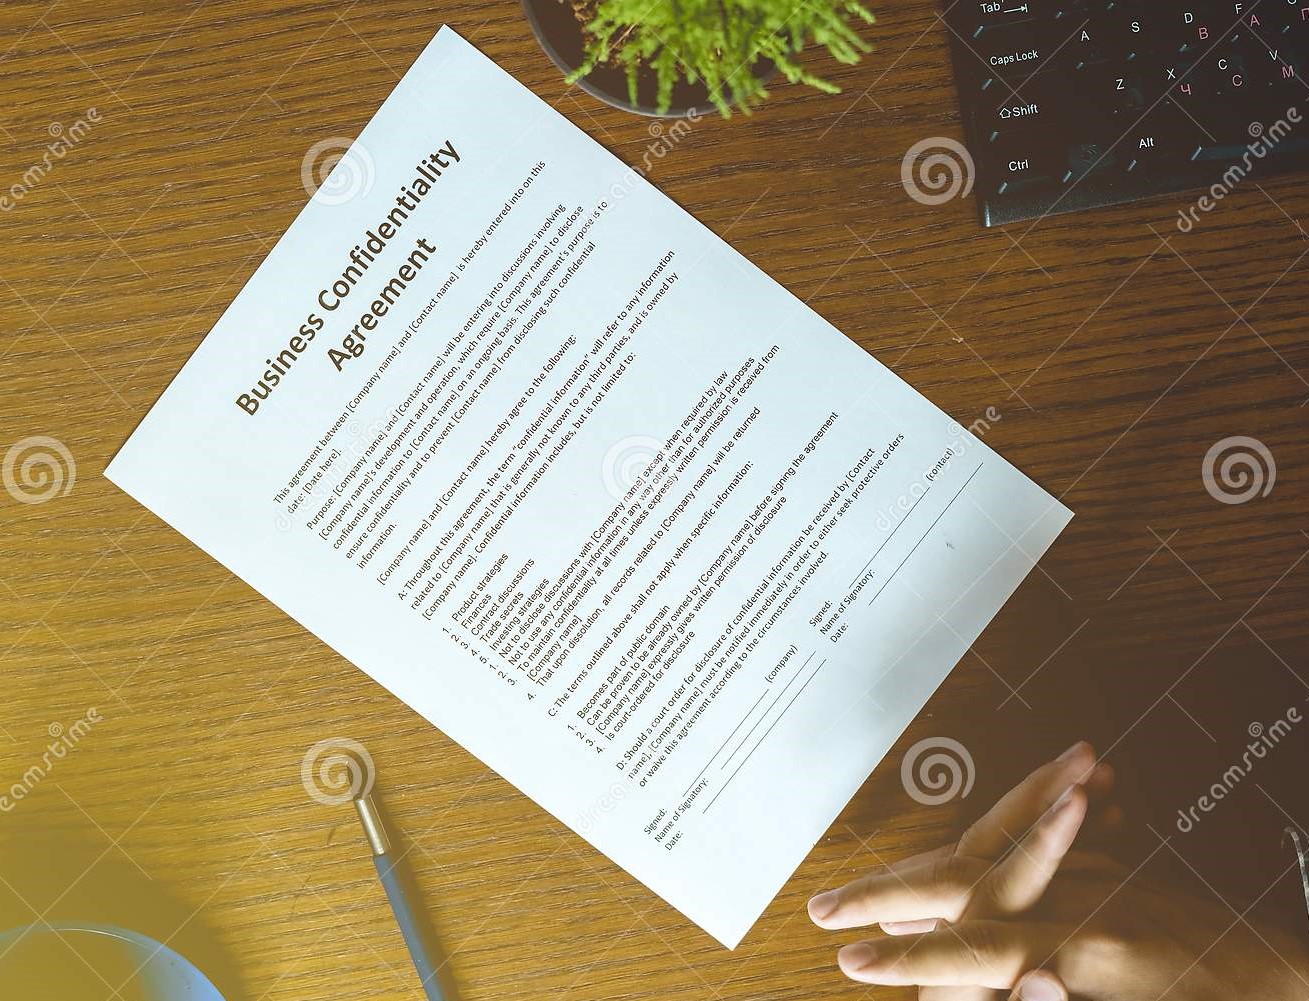 Business Confidentiality
Agreement
This agreement between [Company name] and [Contact name] is hereby entered into on this
date: [Date here].
Purpose: [Company name] and [Contact name] will be entering into discussions involving
[Company name's development and operation, which require [Company name] to disclose
confidential information to [Contact name] on an ongoing basis. This agreement's purpose is to
ensure confidentiality and to prevent [Contact name] from disclosing such confidential
information.
[Company name] and [Contact name] hereby agree to the following:
A: Throughout this agreement, the term "confidential information" will refer to any information
related to [Company name] that is generally not known to any third parties, and is owned by
[Company name]. Confidential information includes, but is not limited to:
1. Product strategies
2. Finances
3. Contract discussions
4. Trade secrets
5. Investing strategies
1. Not to disclose discussions with [Company name] except when required by law
2. Not to use any confidential information in any way other than for authorized purposes
3. To maintain confidentiality at all times unless expressly written permission is received from
[Company name].
4. That upon dissolution, all records related to [Company name] will be returned
C: The terms outlined above shall not apply when specific information:
1. Becomes part of public domain
2. Can be proven to be already owned by [Company name] before signing the agreement
3. [Company name] expressly gives written permission of disclosure
4. Is court-ordered for disclosure
D: Should a court order for disclosure of confidential information be received by [Contact
name], [Company name] must be notified immediately in order to either seek protective orders
or waive this agreement according to the circumstances involved.
Signed: (company)
Name of Signatory:
Date:
Signed: (contact)
Name of Signatory:
Date:
Tab
Caps Lock A S D F
В А
Shift Z X C V
Ч С М
Ctrl Alt
dreamstime
dreamstime
dreamstime
dreamstime
dreamstime
dreamstime